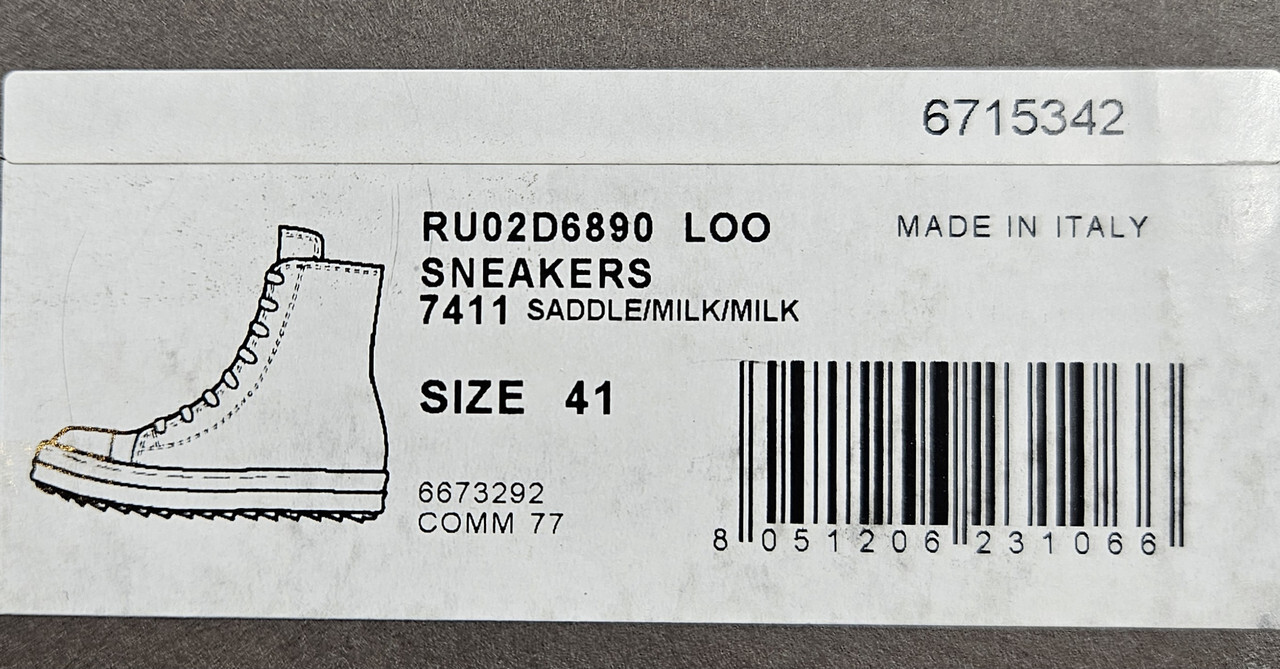 6715342
RU02D6890 LOO
MADE IN ITALY
SNEAKERS
7411 SADDLE/MILK/MILK
SIZE 41
6673292
COMM 77
8 051206 231066